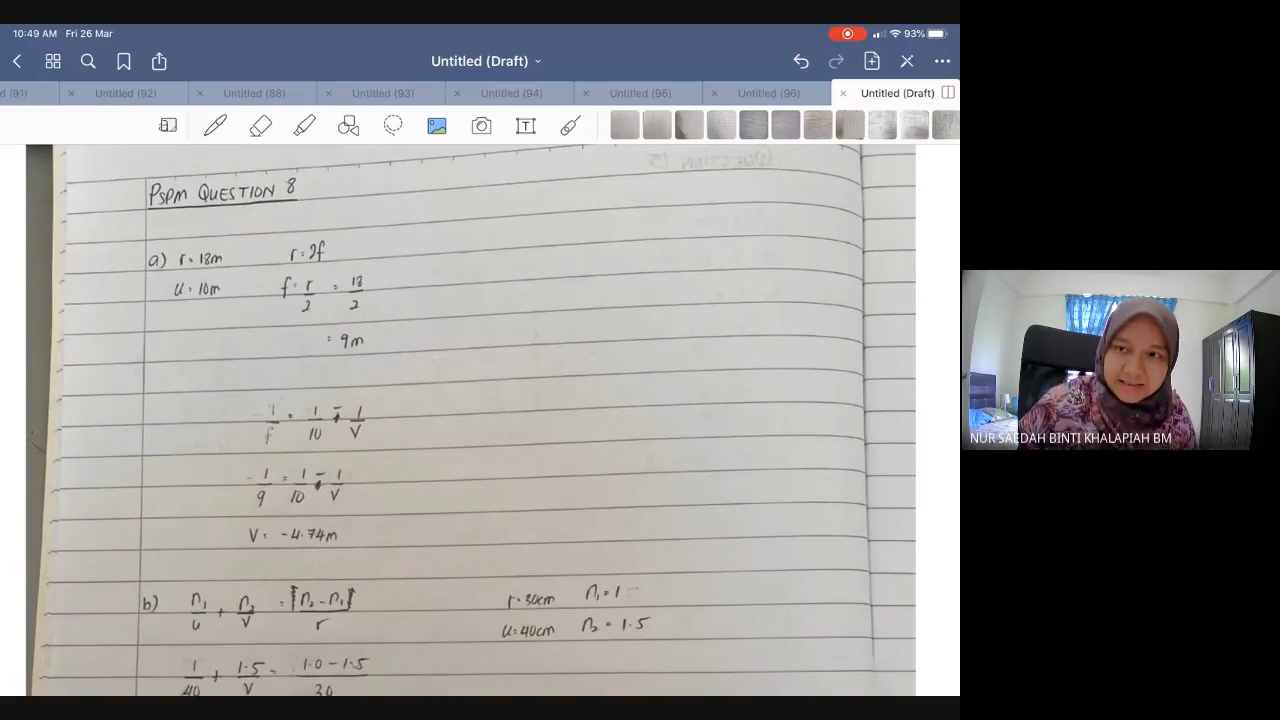 10:49 AM Fri 26 Mar
93%
Untitled (Draft)
d (91)
Untitled (92)
Untitled (88)
Untitled (93)
Untitled (94)
Untitled (95)
Untitled (96)
Untitled (Draft)
QUESTION 15
PSPM QUESTION 8
a) r = 18m r = 2f
u = 10m f = r/2 = 18/2
= 9m
-1/f = 1/10 + 1/V
-1/9 = 1/10 + 1/V
V = -4.74m
b) n₁/u + n₂/V = |n₂ - n₁|/r
r = 30cm n₁ = 1
u = 40cm n₂ = 1.5
1/40 + 1.5/V = 1.0 - 1.5/30
NUR SAEDAH BINTI KHALAPIAH BM